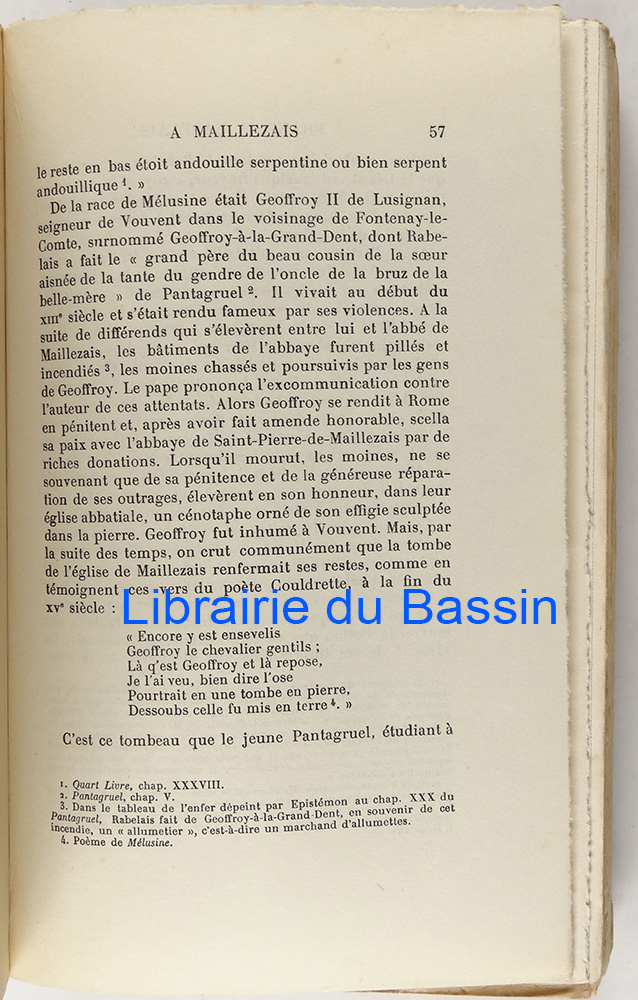 A MAILLEZAIS 57
le reste en bas étoit andouille serpentine ou bien serpent
andouillique ¹. »
De la race de Mélusine était Geoffroy II de Lusignan,
seigneur de Vouvent dans le voisinage de Fontenay-le-
Comte, surnommé Geoffroy-à-la-Grand-Dent, dont Rabe-
lais a fait le « grand père du beau cousin de la sœur
aisnée de la tante du gendre de l'oncle de la bruz de la
belle-mère » de Pantagruel ². Il vivait au début du
XIIIᵉ siècle et s'était rendu fameux par ses violences. A la
suite de différends qui s'élevèrent entre lui et l'abbé de
Maillezais, les bâtiments de l'abbaye furent pillés et
incendiés ³, les moines chassés et poursuivis par les gens
de Geoffroy. Le pape prononça l'excommunication contre
l'auteur de ces attentats. Alors Geoffroy se rendit à Rome
en pénitent et, après avoir fait amende honorable, scella
sa paix avec l'abbaye de Saint-Pierre-de-Maillezais par de
riches donations. Lorsqu'il mourut, les moines, ne se
souvenant que de sa pénitence et de la généreuse répara-
tion de ses outrages, élevèrent en son honneur, dans leur
église abbatiale, un cénotaphe orné de son effigie sculptée
dans la pierre. Geoffroy fut inhumé à Vouvent. Mais, par
la suite des temps, on crut communément que la tombe
de l'église de Maillezais renfermait ses restes, comme en
témoignent ces vers du poète Couldrette, à la fin du
XVᵉ siècle :
Librairie du Bassin
« Encore y est ensevelis
Geoffroy le chevalier gentils ;
Là q'est Geoffroy et là repose,
Je l'ai veu, bien dire l'ose
Pourtrait en une tombe en pierre,
Dessoubs celle fu mis en terre ⁴. »
C'est ce tombeau que le jeune Pantagruel, étudiant à
1. Quart Livre, chap. XXXVIII.
2. Pantagruel, chap. V.
3. Dans le tableau de l'enfer dépeint par Epistémon au chap. XXX du
Pantagruel, Rabelais fait de Geoffroy-à-la-Grand-Dent, en souvenir de cet
incendie, un « allumetier », c'est-à-dire un marchand d'allumettes.
4. Poème de Mélusine.